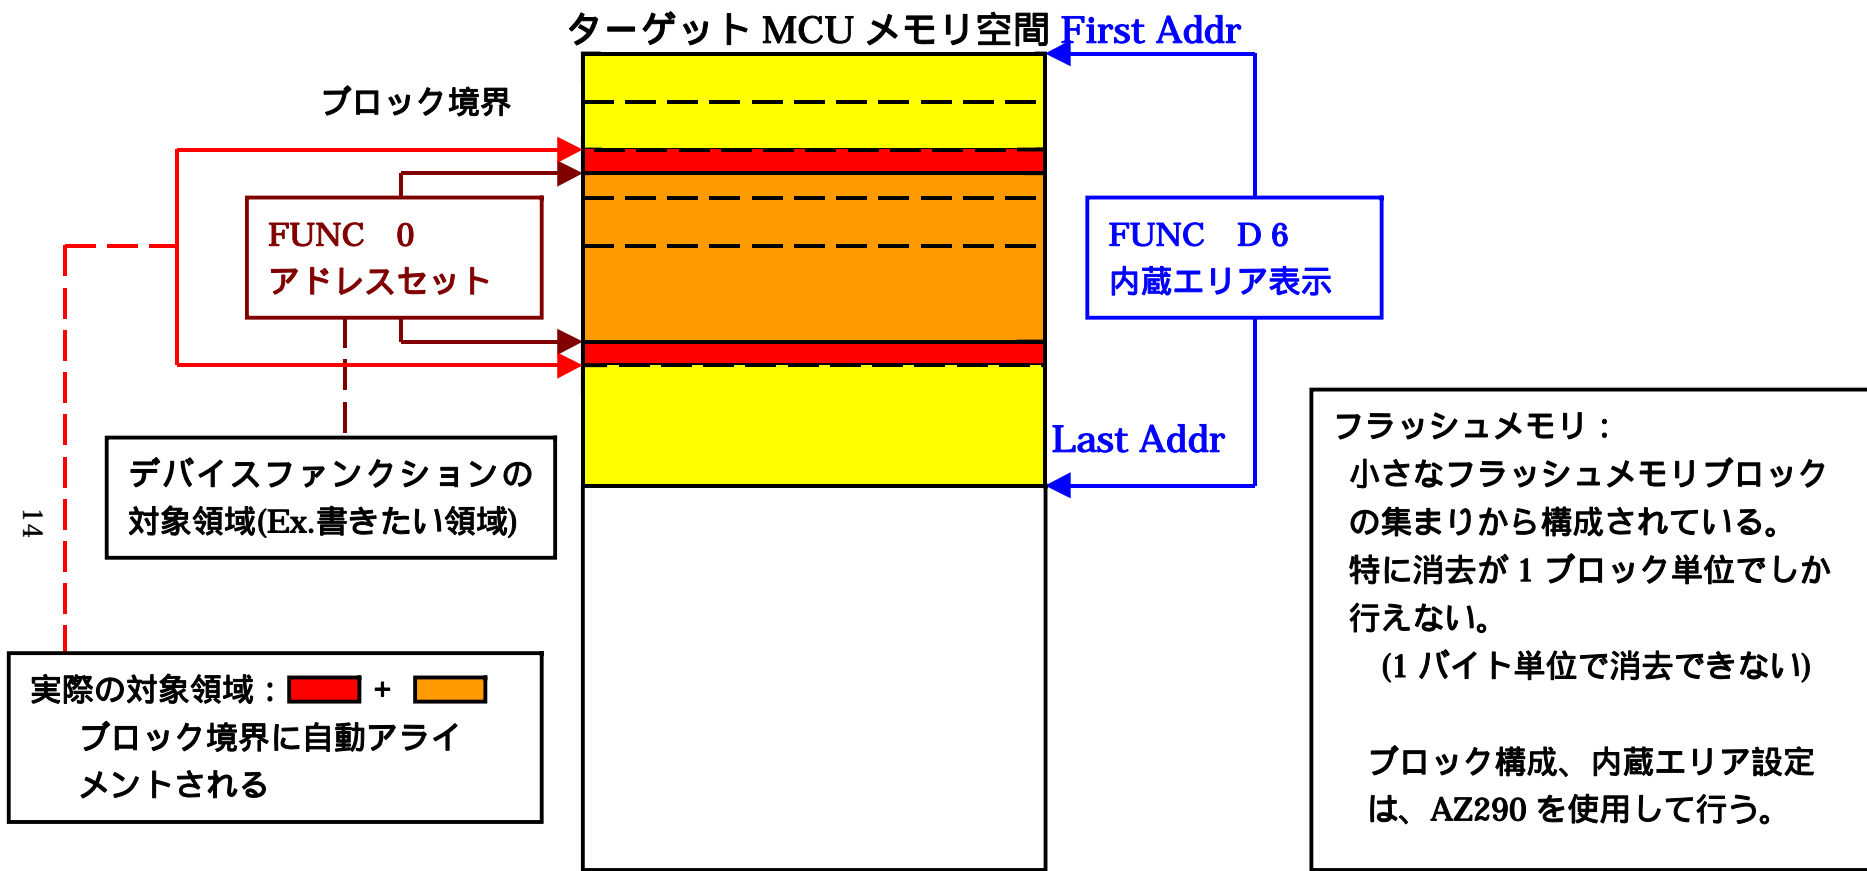 ターゲット MCU メモリ空間
First Addr
ブロック境界
FUNC 0
アドレスセット
FUNC D 6
内蔵エリア表示
Last Addr
デバイスファンクションの
対象領域(Ex.書きたい領域)
14
実際の対象領域： +
ブロック境界に自動アライ
メントされる
フラッシュメモリ：
小さなフラッシュメモリブロック
の集まりから構成されている。
特に消去が 1 ブロック単位でしか
行えない。
(1 バイト単位で消去できない)
ブロック構成、内蔵エリア設定
は、AZ290 を使用して行う。